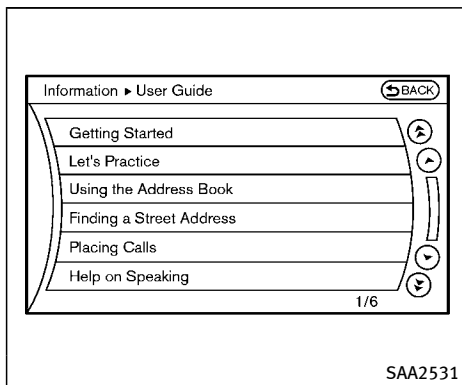 Information ▸ User Guide
BACK
Getting Started
Let's Practice
Using the Address Book
Finding a Street Address
Placing Calls
Help on Speaking
1/6
SAA2531